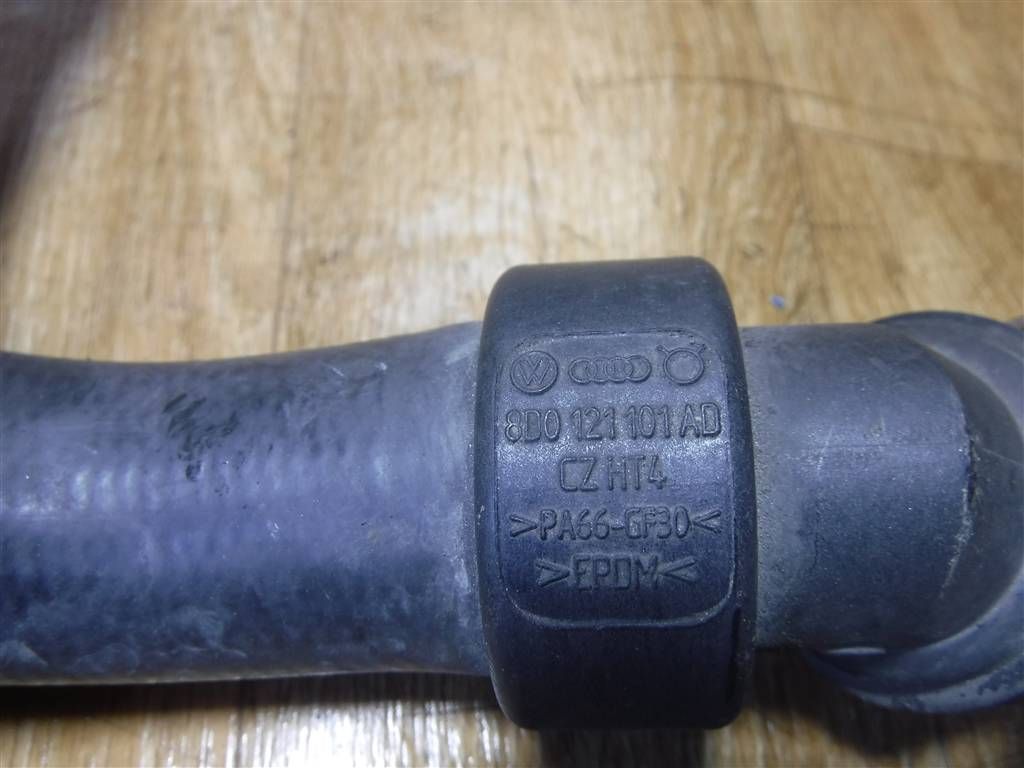 8D0 121 101 AD
CZ HT4
>PA66-GF30<
>EPDM<